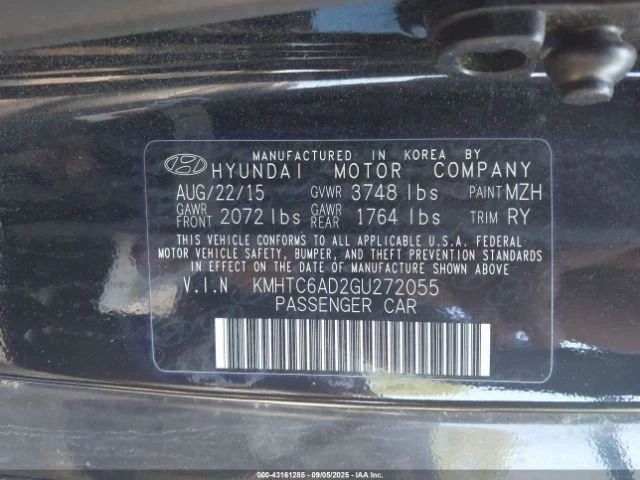 MANUFACTURED IN KOREA BY
HYUNDAI MOTOR COMPANY
AUG/22/15 GVWR 3748 lbs PAINT MZH
GAWR FRONT 2072 lbs GAWR REAR 1764 lbs TRIM RY
THIS VEHICLE CONFORMS TO ALL APPLICABLE U.S.A. FEDERAL
MOTOR VEHICLE SAFETY, BUMPER, AND THEFT PREVENTION STANDARDS
IN EFFECT ON THE DATE OF MANUFACTURE SHOWN ABOVE
V.I.N KMHTC6AD2GU272055
PASSENGER CAR
000-43161285 - 09/05/2025 - IAA Inc.